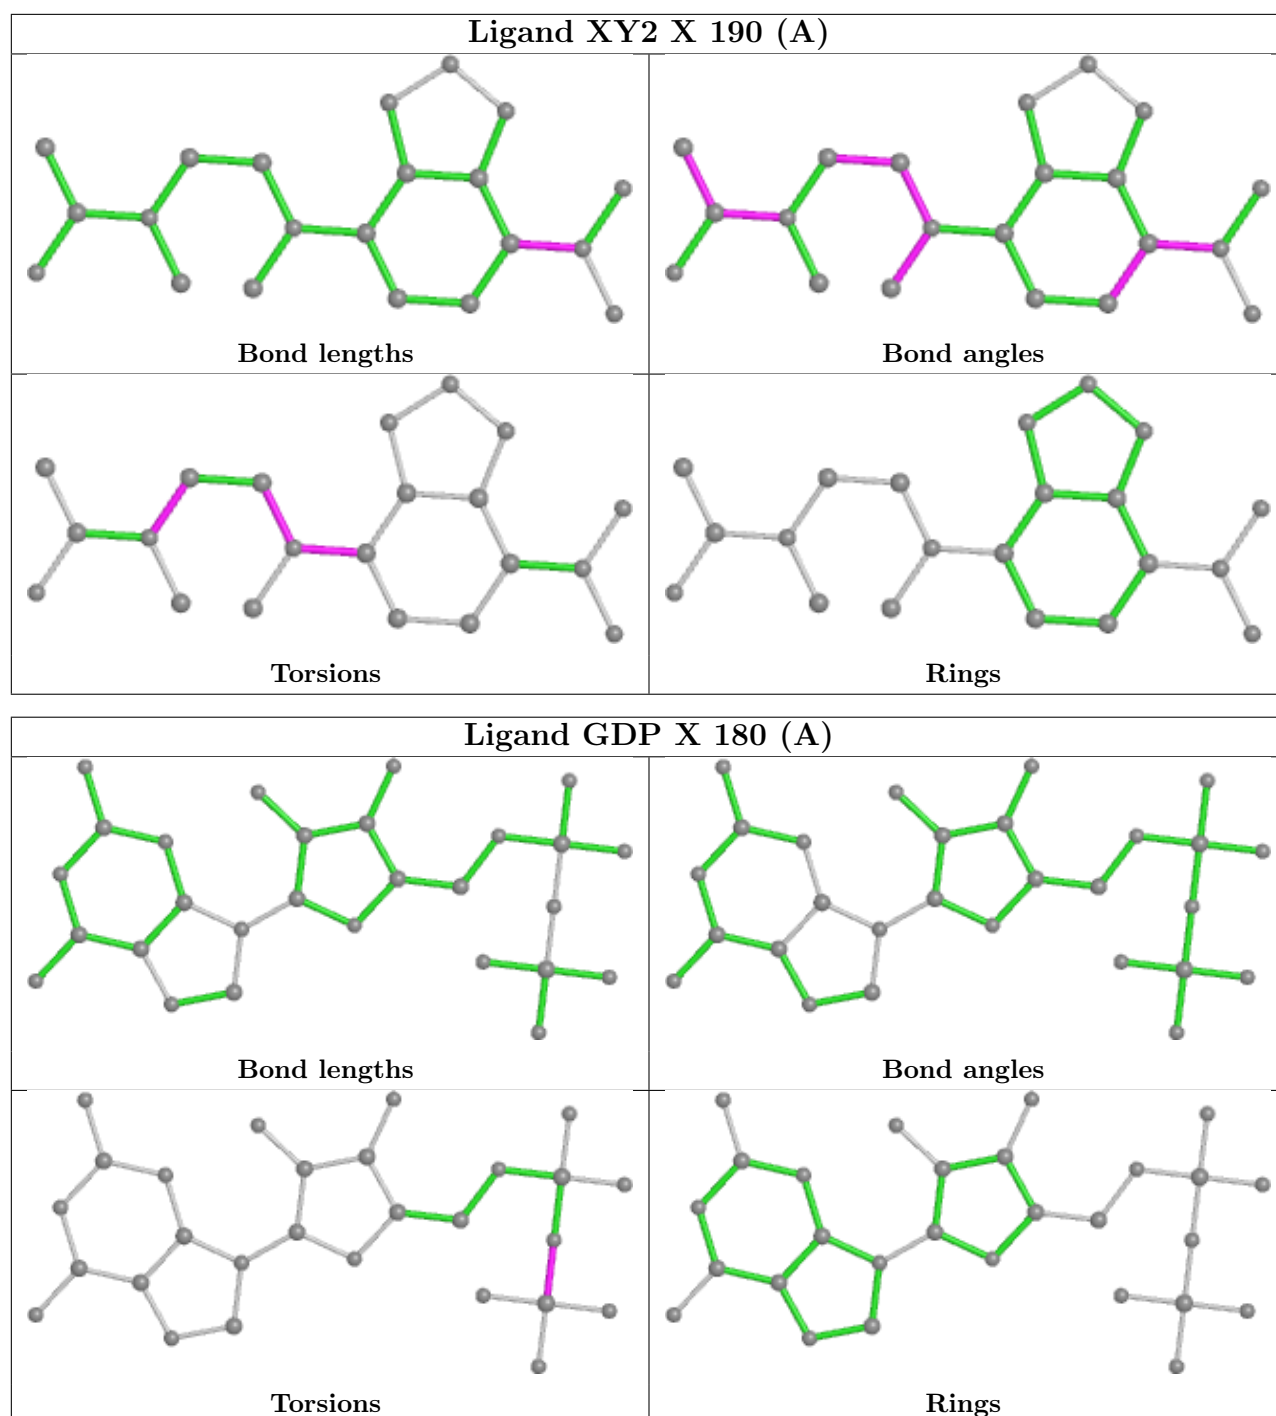 Ligand XY2 X 190 (A)
Bond lengths
Bond angles
Torsions
Rings
Ligand GDP X 180 (A)
Bond lengths
Bond angles
Torsions
Rings